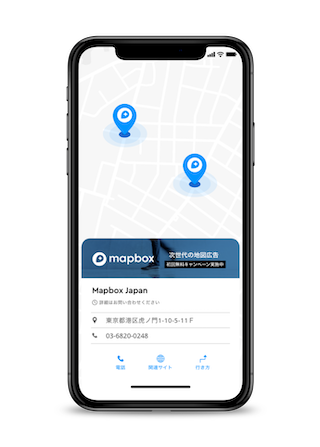 mapbox
次世代の地図広告
初回無料キャンペーン実施中
Mapbox Japan
詳細はお問い合わせください
東京都港区虎ノ門1-10-5-11F
03-6820-0248
電話
関連サイト
行き方